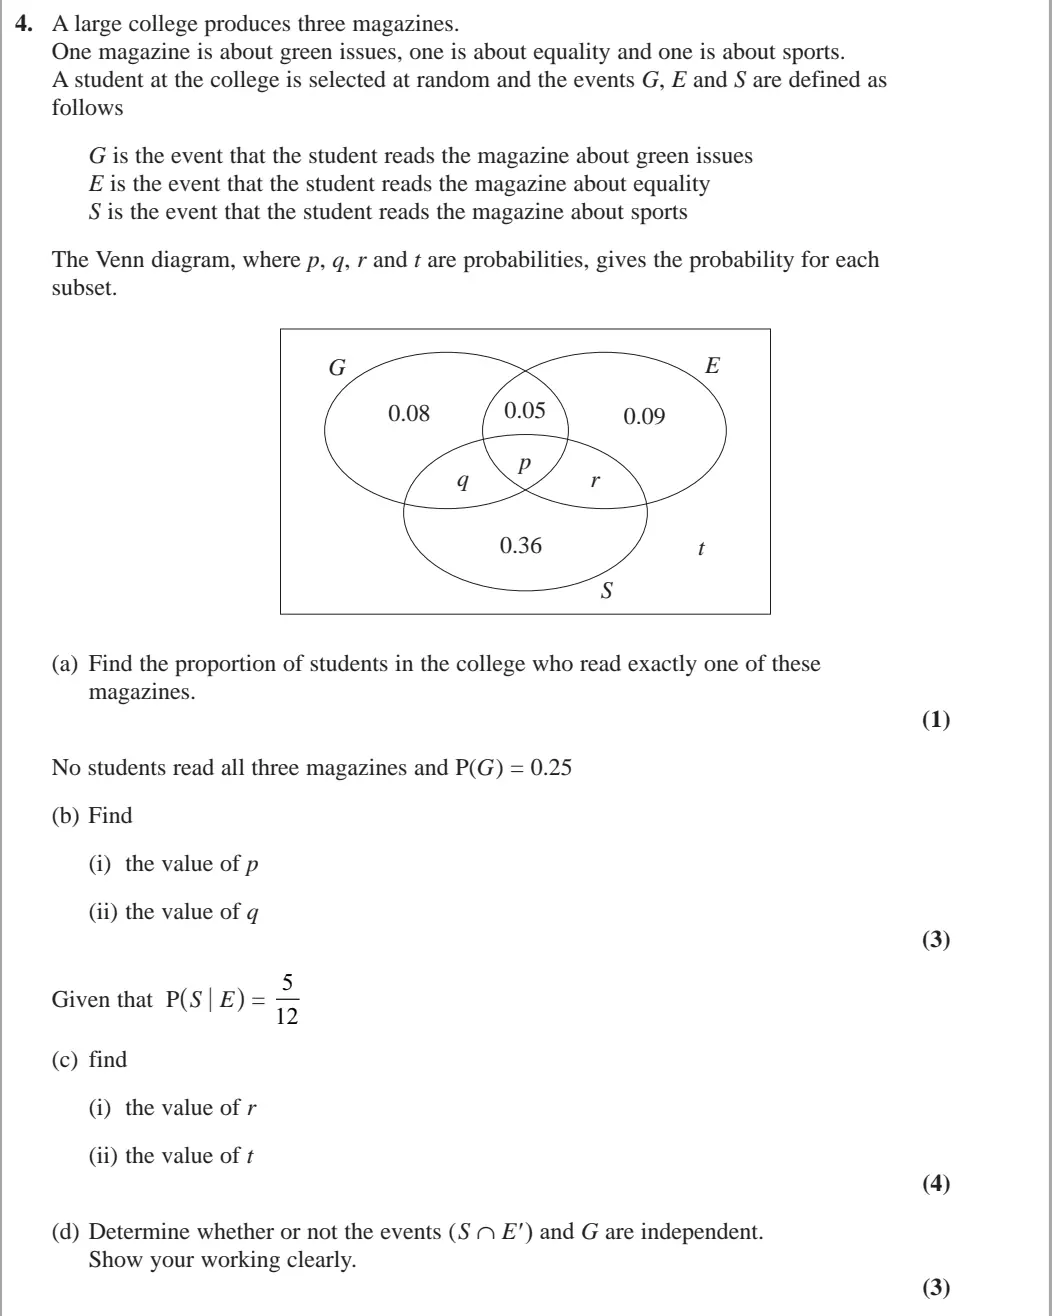 4. A large college produces three magazines.
One magazine is about green issues, one is about equality and one is about sports.
A student at the college is selected at random and the events G, E and S are defined as
follows
G is the event that the student reads the magazine about green issues
E is the event that the student reads the magazine about equality
S is the event that the student reads the magazine about sports
The Venn diagram, where p, q, r and t are probabilities, gives the probability for each
subset.
G
E
0.08
0.05
0.09
p
q
r
0.36
t
S
(a) Find the proportion of students in the college who read exactly one of these
magazines.
(1)
No students read all three magazines and P(G) = 0.25
(b) Find
(i) the value of p
(ii) the value of q
(3)
Given that P(S | E) = 5/12
(c) find
(i) the value of r
(ii) the value of t
(4)
(d) Determine whether or not the events (S ∩ E′) and G are independent.
Show your working clearly.
(3)